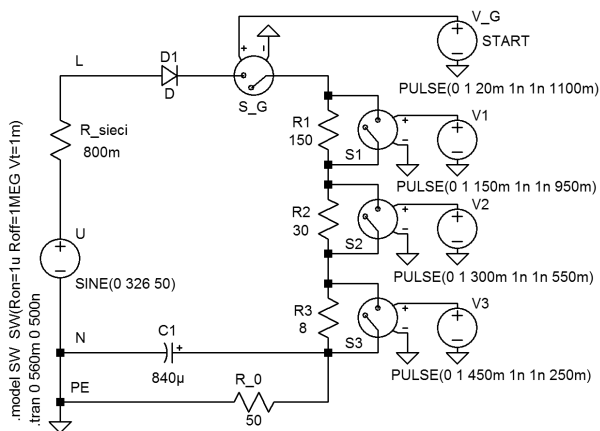 V_G
START
L
D1
D
+
-
S_G
+
-
PULSE(0 1 20m 1n 1n 1100m)
R_sieci
800m
R1
150
S1
+
-
V1
+
-
PULSE(0 1 150m 1n 1n 950m)
R2
30
S2
+
-
V2
+
-
PULSE(0 1 300m 1n 1n 550m)
U
+
-
SINE(0 326 50)
R3
8
S3
+
-
V3
+
-
PULSE(0 1 450m 1n 1n 250m)
N
C1
+
840µ
PE
R_0
50
.model SW SW(Ron=1u Roff=1MEG Vt=1m)
.tran 0 560m 0 500n